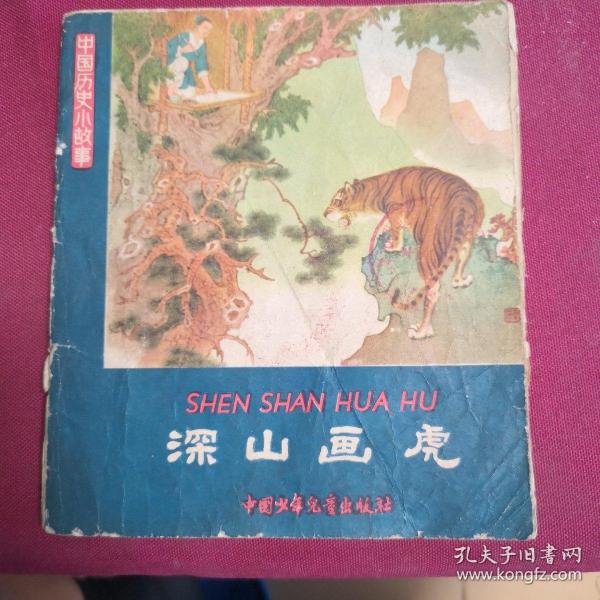 中国历史小故事
SHEN SHAN HUA HU
深山画虎
中国少年児童出版社
孔夫子旧书网
www.kongfz.com